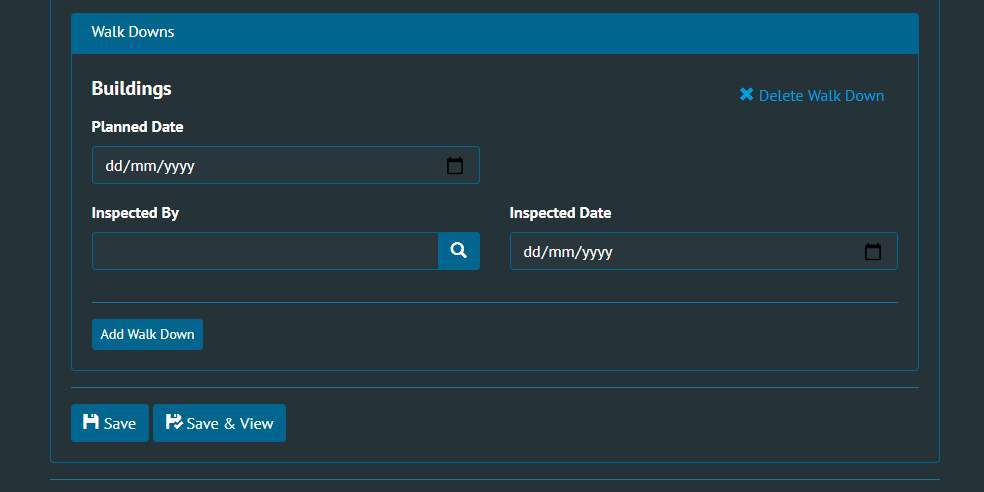 Walk Downs
Buildings
Delete Walk Down
Planned Date
dd/mm/yyyy
Inspected By
Inspected Date
dd/mm/yyyy
Add Walk Down
Save
Save & View